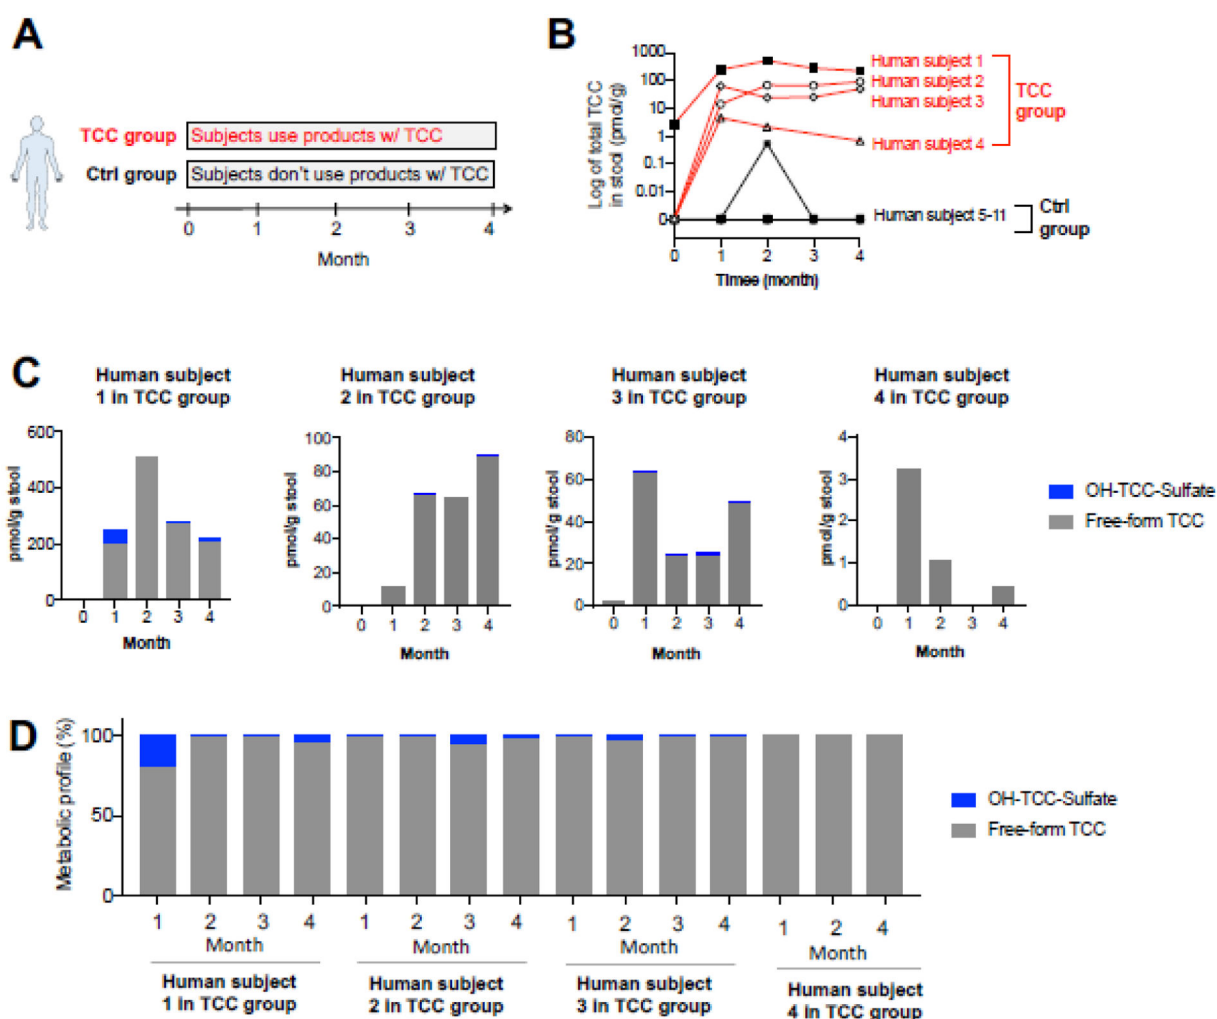 A
TCC group
Subjects use products w/ TCC
Ctrl group
Subjects don't use products w/ TCC
0 1 2 3 4
Month
B
Log of total TCC
in stool (pmol/g)
1000
100
10
1
0.1
0.01
0
0 1 2 3 4
Timee (month)
Human subject 1
Human subject 2
Human subject 3
Human subject 4
TCC
group
Human subject 5-11
Ctrl
group
C
Human subject
1 in TCC group
pmol/g stool
600
400
200
0
0 1 2 3 4
Month
Human subject
2 in TCC group
pmol/g stool
100
80
60
40
20
0
0 1 2 3 4
Month
Human subject
3 in TCC group
pmol/g stool
80
60
40
20
0
0 1 2 3 4
Month
Human subject
4 in TCC group
pmol/g stool
4
3
2
1
0
0 1 2 3 4
Month
OH-TCC-Sulfate
Free-form TCC
D
Metabolic profile (%)
100
50
0
1 2 3 4
Month
Human subject
1 in TCC group
1 2 3 4
Month
Human subject
2 in TCC group
1 2 3 4
Month
Human subject
3 in TCC group
1 2 4
Month
Human subject
4 in TCC group
OH-TCC-Sulfate
Free-form TCC